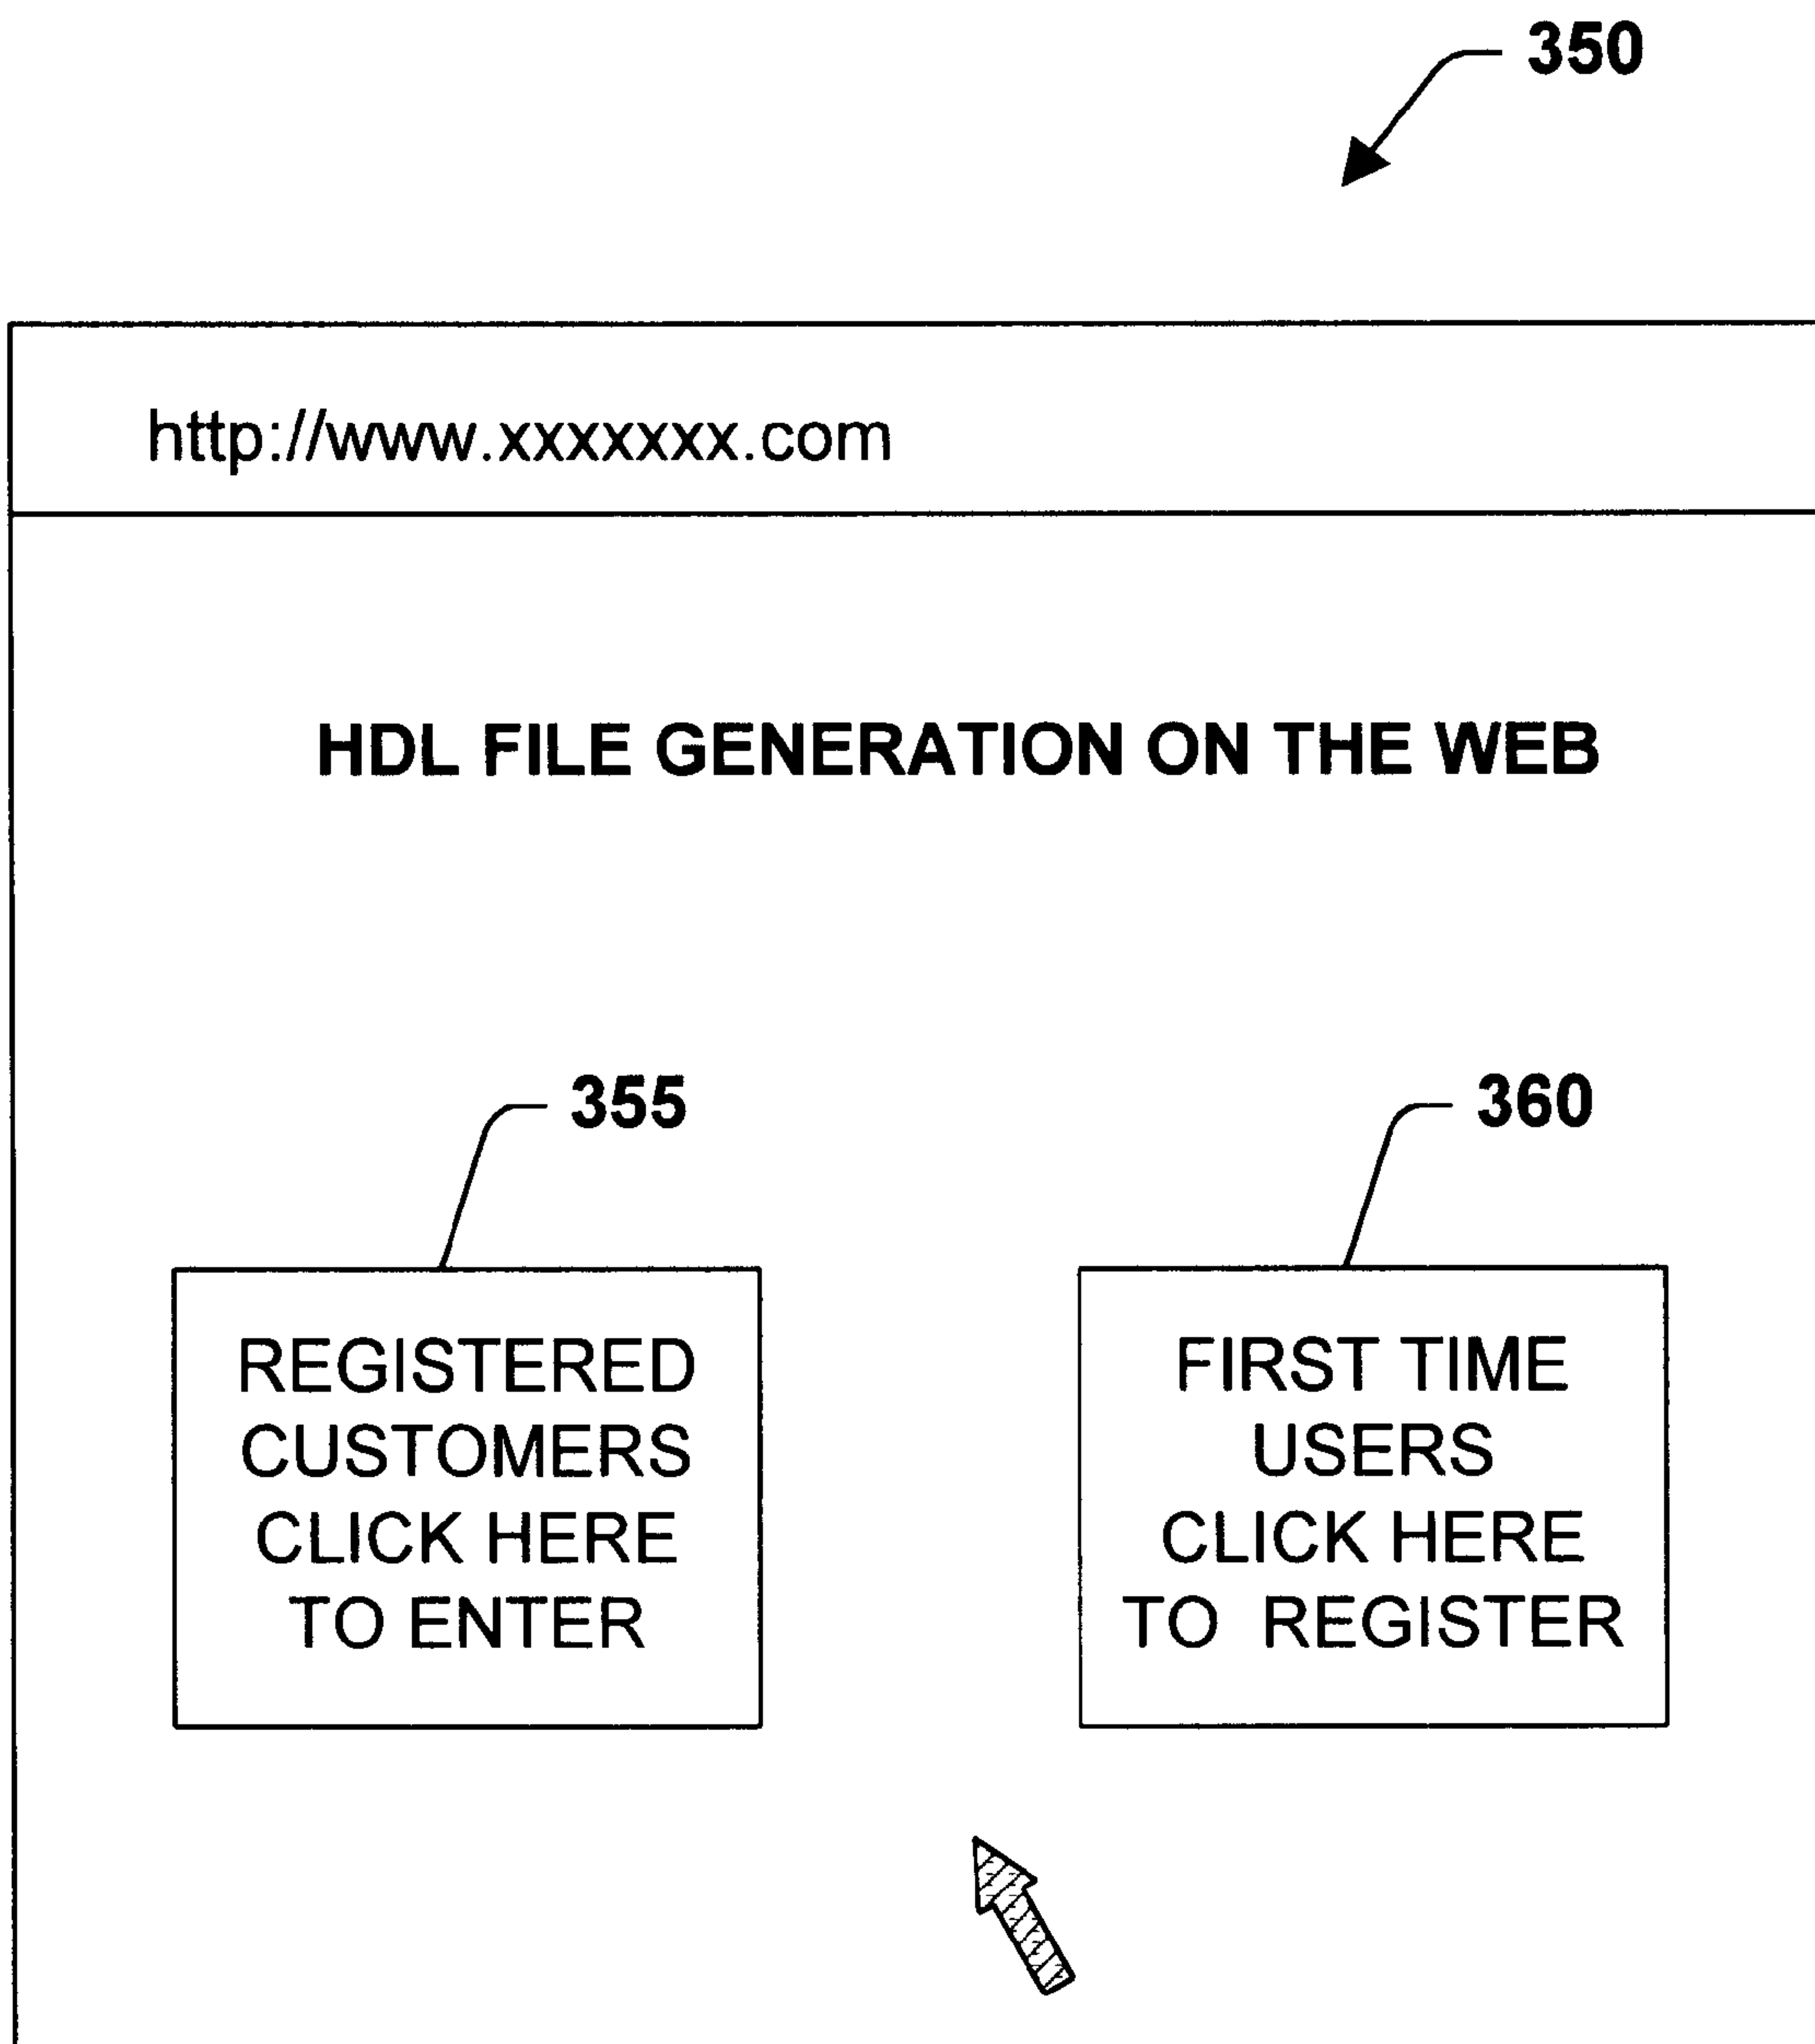 350
http://www.xxxxxxx.com
HDL FILE GENERATION ON THE WEB
355
360
REGISTERED
CUSTOMERS
CLICK HERE
TO ENTER
FIRST TIME
USERS
CLICK HERE
TO REGISTER